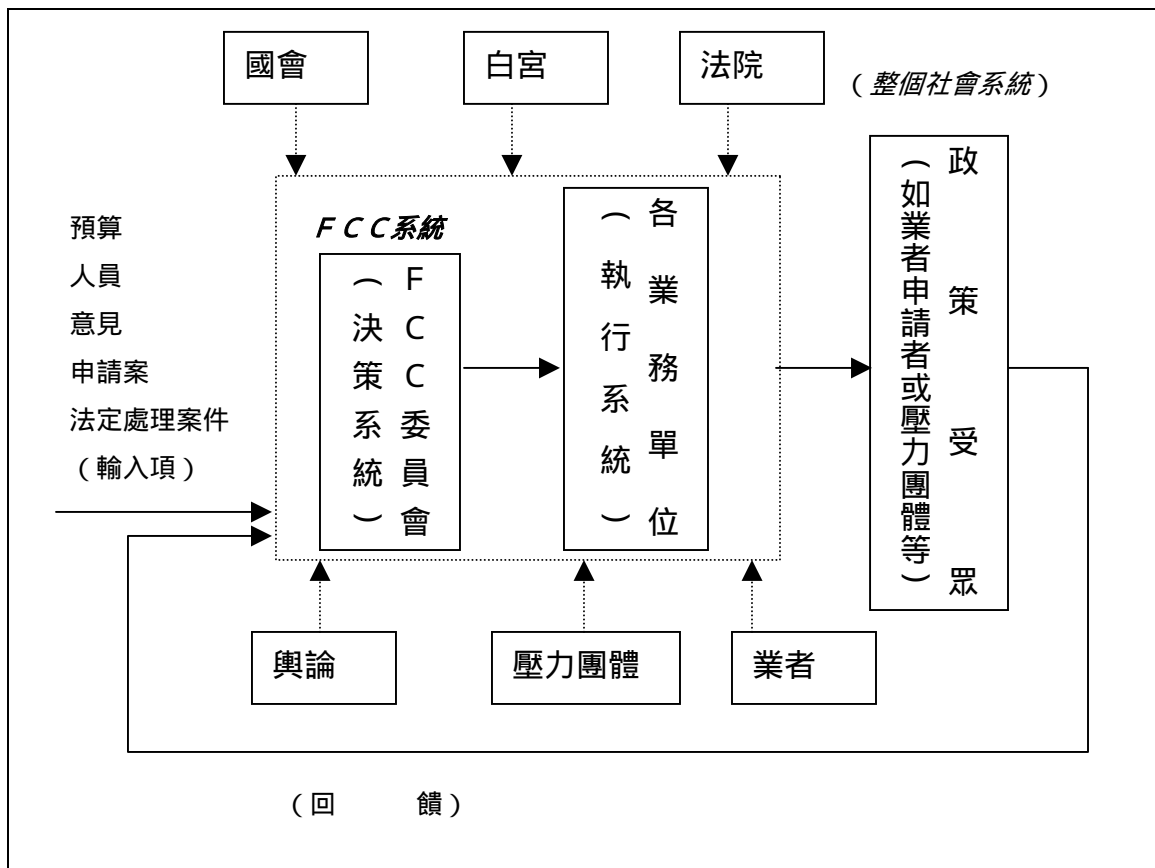 國會
白宮
法院
（整個社會系統）
預算
人員
意見
申請案
法定處理案件
（輸入項）
ＦＣＣ系統
ＦＣＣ委員會
（決策系統）
各業務單位
（執行系統）
政策受眾
（如業者申請者或壓力團體等）
輿論
壓力團體
業者
（回 饋）